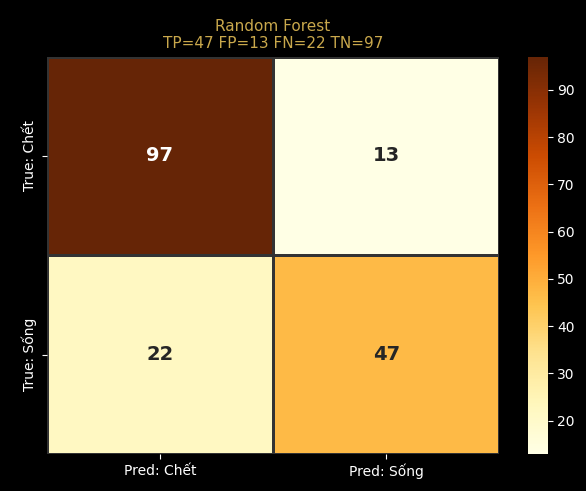 Random Forest
TP=47 FP=13 FN=22 TN=97
True: Chết
97
13
True: Sống
22
47
Pred: Chết
Pred: Sống
90
80
70
60
50
40
30
20